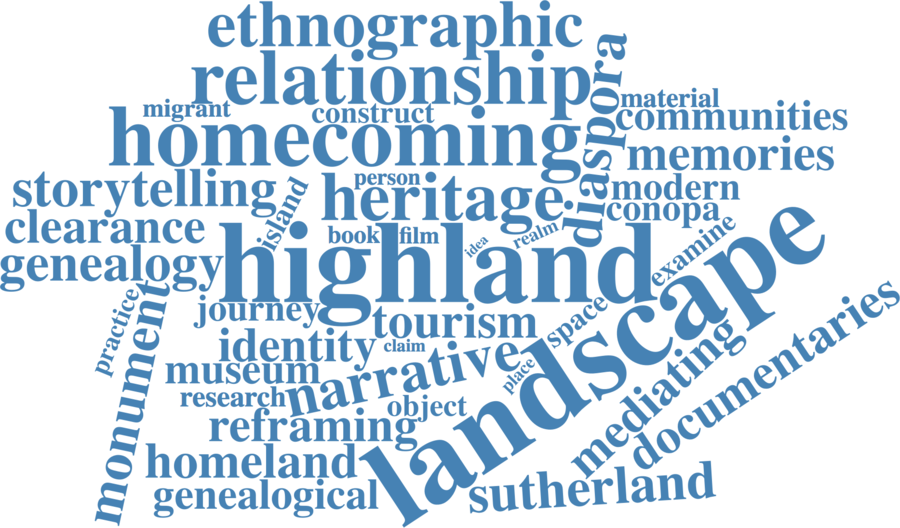 ethnographic
relationship
diaspora
material
migrant
construct
communities
homecoming
memories
person
storytelling
heritage
modern
island
conopa
clearance
book
film
idea
realm
examine
landscape
highland
genealogy
practice
monument
journey
tourism
space
identity
claim
narrative
place
museum
mediating
documentaries
research
object
reframing
homeland
genealogical
sutherland